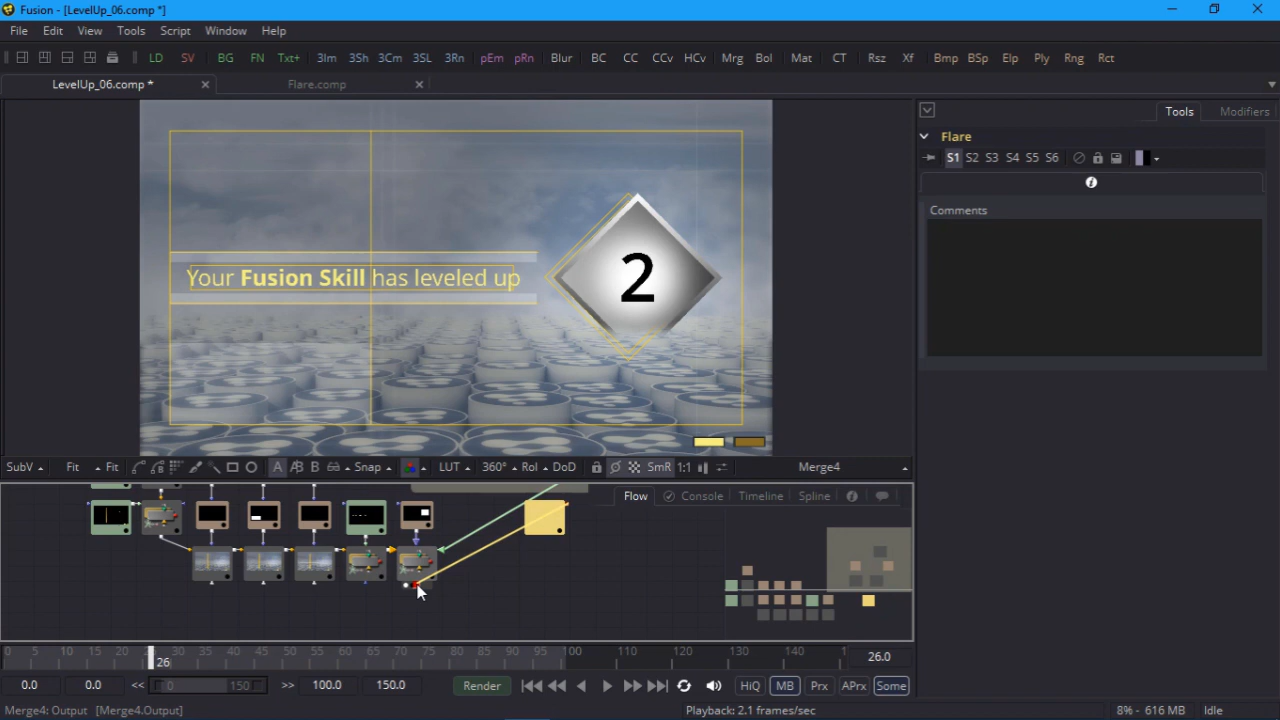 Fusion - [LevelUp_06.comp *]
File Edit View Tools Script Window Help
LD SV BG FN Txt+ 3Im 3Sh 3Cm 3SL 3Rn pEm pRn Blur BC CC CCv HCv Mrg Bol Mat CT Rsz Xf Bmp BSp Elp Ply Rng Rct
LevelUp_06.comp * Flare.comp
Tools Modifiers
Flare
S1 S2 S3 S4 S5 S6
Comments
Your Fusion Skill has leveled up
2
SubV Fit Fit A B Snap LUT 360° RoI DoD SmR 1:1 Merge4
Flow Console Timeline Spline
0 5 10 15 20 30 35 40 45 50 55 60 65 70 75 80 85 90 95 100 110 120 130 140
26 26.0
0.0 0.0 << 0 150 >> 100.0 150.0 Render HiQ MB Prx APrx Some
Merge4: Output [Merge4.Output] Playback: 2.1 frames/sec 8% - 616 MB Idle